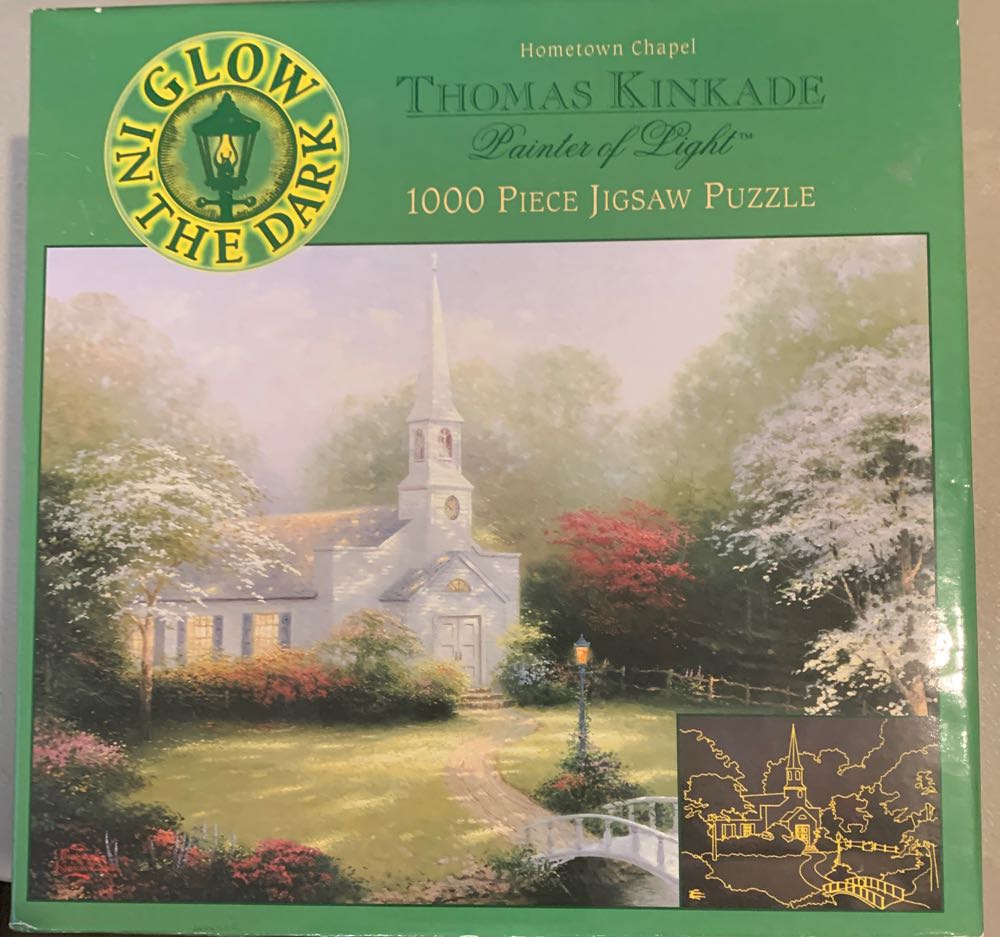 GLOW
IN THE DARK
Hometown Chapel
THOMAS KINKADE
Painter of Light™
1000 PIECE JIGSAW PUZZLE